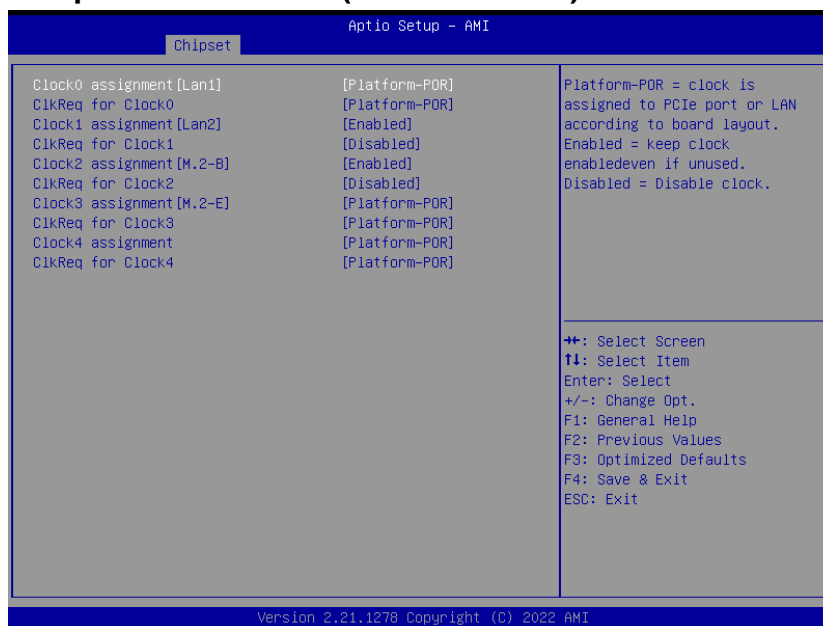 Aptio Setup – AMI
Chipset
Clock0 assignment[Lan1] [Platform-POR]
ClkReq for Clock0 [Platform-POR]
Clock1 assignment[Lan2] [Enabled]
ClkReq for Clock1 [Disabled]
Clock2 assignment[M.2-B] [Enabled]
ClkReq for Clock2 [Disabled]
Clock3 assignment[M.2-E] [Platform-POR]
ClkReq for Clock3 [Platform-POR]
Clock4 assignment [Platform-POR]
ClkReq for Clock4 [Platform-POR]
Platform-POR = clock is
assigned to PCIe port or LAN
according to board layout.
Enabled = keep clock
enabledeven if unused.
Disabled = Disable clock.
→←: Select Screen
↑↓: Select Item
Enter: Select
+/-: Change Opt.
F1: General Help
F2: Previous Values
F3: Optimized Defaults
F4: Save & Exit
ESC: Exit
Version 2.21.1278 Copyright (C) 2022 AMI